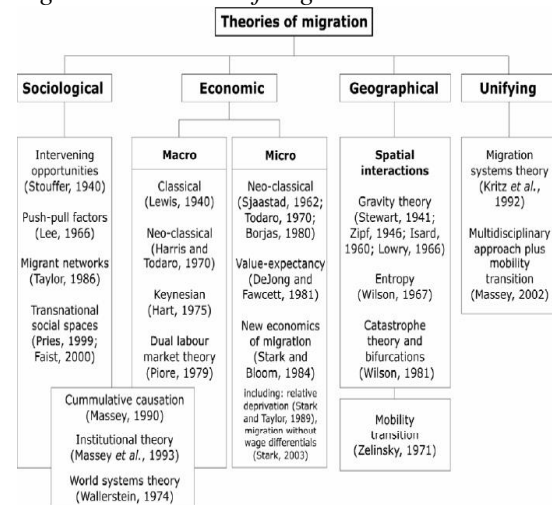 Theories of migration
Sociological
Economic
Geographical
Unifying
Intervening
opportunities
(Stouffer, 1940)
Push-pull factors
(Lee, 1966)
Migrant networks
(Taylor, 1986)
Transnational
social spaces
(Pries, 1999;
Faist, 2000)
Macro
Classical
(Lewis, 1940)
Neo-classical
(Harris and
Todaro, 1970)
Keynesian
(Hart, 1975)
Dual labour
market theory
(Piore, 1979)
Cummulative causation
(Massey, 1990)
Institutional theory
(Massey et al., 1993)
World systems theory
(Wallerstein, 1974)
Micro
Neo-classical
(Sjaastad, 1962;
Todaro, 1970;
Borjas, 1980)
Value-expectancy
(DeJong and
Fawcett, 1981)
New economics
of migration
(Stark and
Bloom, 1984)
including: relative
deprivation (Stark
and Taylor, 1989),
migration without
wage differentials
(Stark, 2003)
Spatial
interactions
Gravity theory
(Stewart, 1941;
Zipf, 1946; Isard,
1960; Lowry, 1966)
Entropy
(Wilson, 1967)
Catastrophe
theory and
bifurcations
(Wilson, 1981)
Mobility
transition
(Zelinsky, 1971)
Migration
systems theory
(Kritz et al.,
1992)
Multidisciplinary
approach plus
mobility
transition
(Massey, 2002)